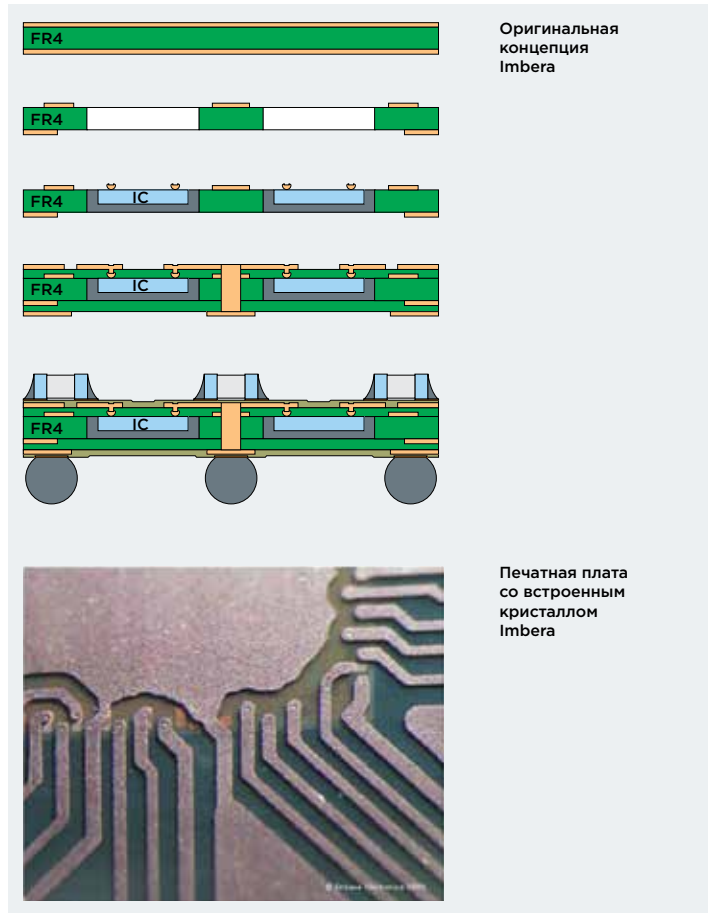 FR4
Оригинальная
концепция
Imbera
FR4
FR4
IC
FR4
IC
FR4
IC
Печатная плата
со встроенным
кристаллом
Imbera